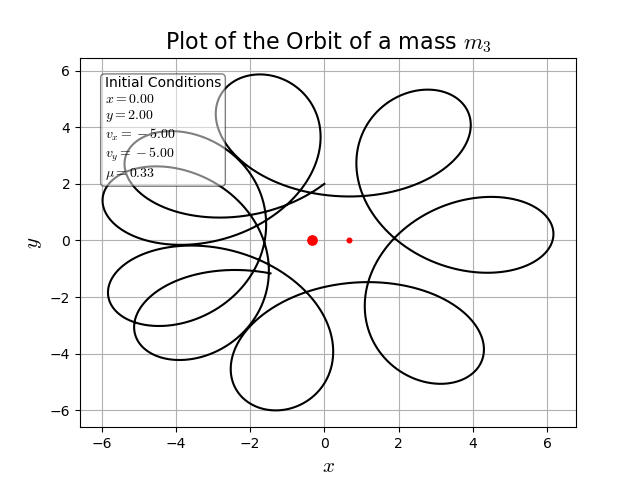 Plot of the Orbit of a mass m₃
Initial Conditions
x = 0.00
y = 2.00
vₓ = −5.00
v_y = −5.00
μ = 0.33
6
4
2
0
−2
−4
−6
y
−6
−4
−2
0
2
4
6
x